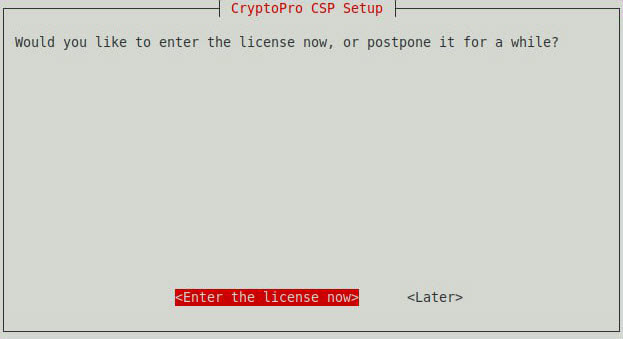 CryptoPro CSP Setup
Would you like to enter the license now, or postpone it for a while?
<Enter the license now> <Later>